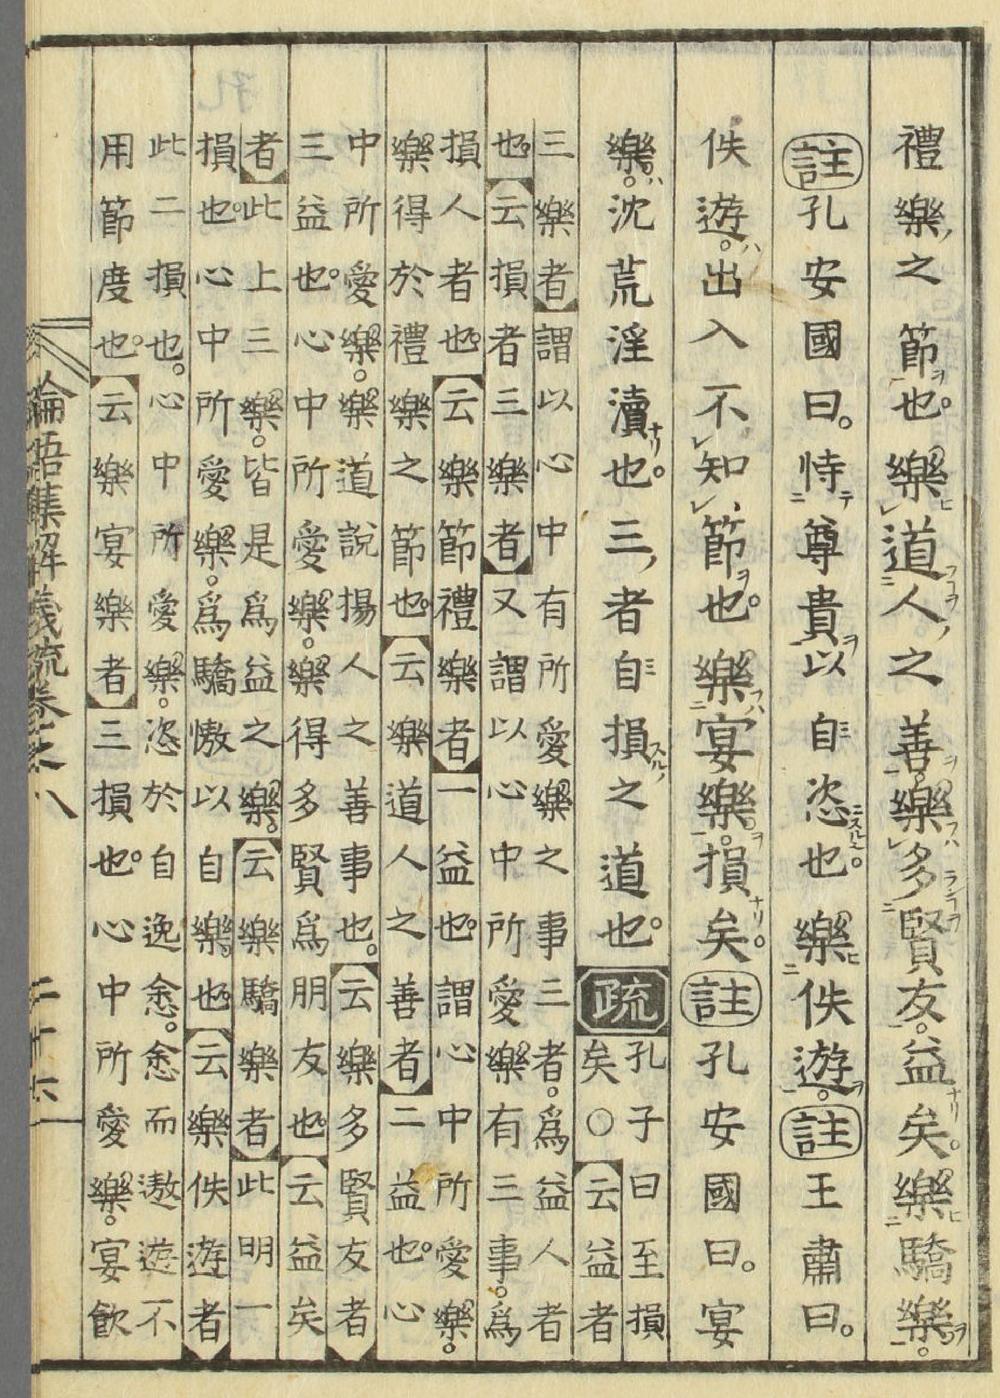 禮樂之節也。樂道人之善。樂多賢友。益矣。樂驕樂。
註孔安國曰。恃尊貴以自恣也。樂佚遊。註王肅曰。
佚遊。出入不知節也。樂宴樂。損矣。註孔安國曰。宴
樂。沈荒淫瀆也。三者自損之道也。疏孔子曰至損
矣○云益者
三樂者謂以心中有所愛樂之事三者。爲益人者
也。云損者三樂者又謂以心中所愛樂有三事。爲
損人者也。云樂節禮樂者一益也。謂心中所愛樂。
樂得於禮樂之節也。云樂道人之善者二益也。心
中所愛樂。樂道説揚人之善事也。云樂多賢友者
三益也。心中所愛樂。樂得多賢爲朋友也。云益矣
者此上三樂。皆是爲益之樂。云樂驕樂者此明一
損也。心中所愛樂。爲驕慠以自樂也。云樂佚遊者
此二損也。心中所愛樂。恣於自逸悆。悆而遨遊不
用節度也。云樂宴樂者三損也。心中所愛樂。宴飮
論語集解義疏卷之八
二十六